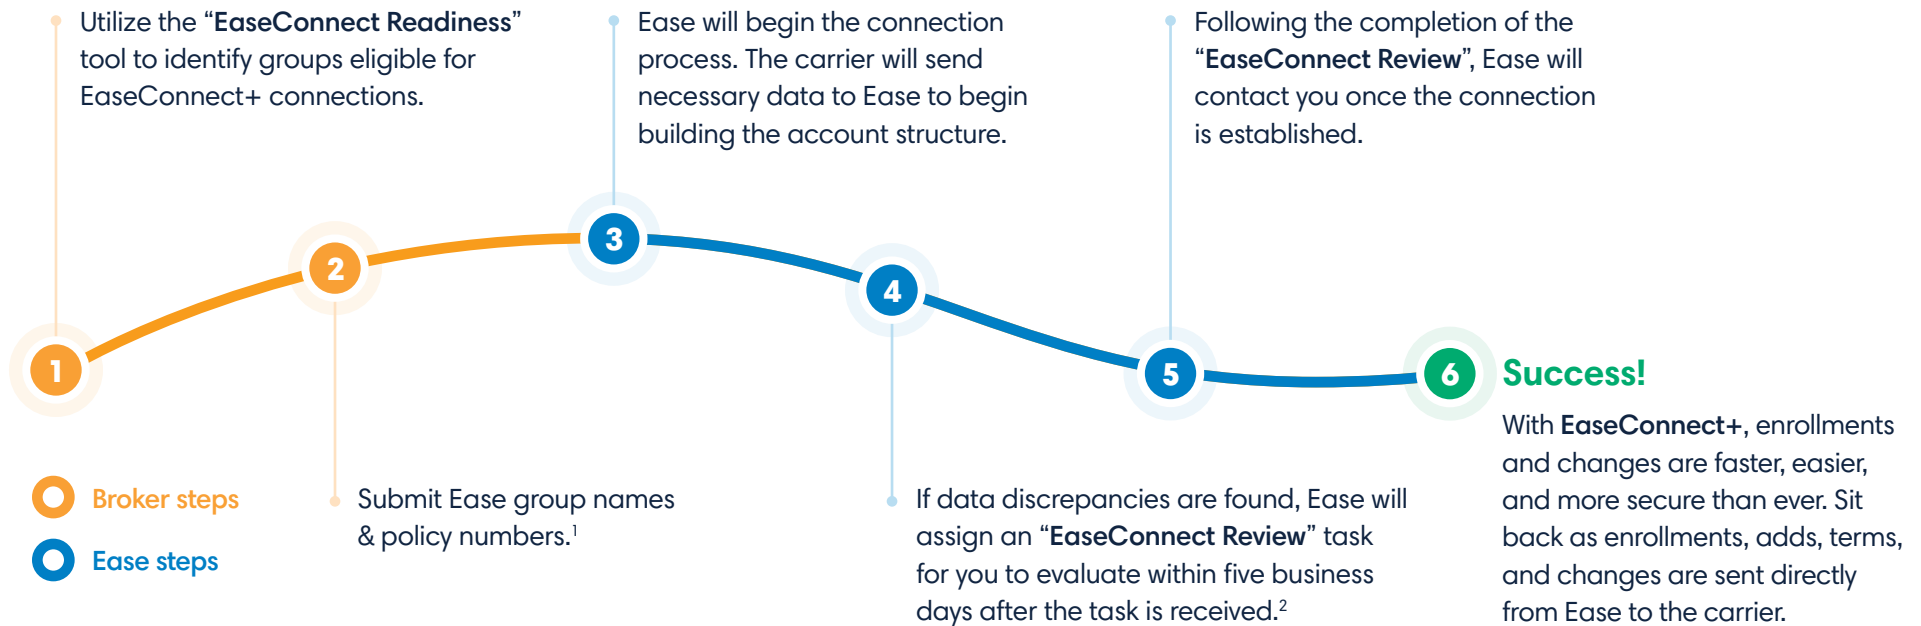 Utilize the “EaseConnect Readiness”
tool to identify groups eligible for
EaseConnect+ connections.
Ease will begin the connection
process. The carrier will send
necessary data to Ease to begin
building the account structure.
Following the completion of the
“EaseConnect Review”, Ease will
contact you once the connection
is established.
1
2
3
4
5
6
Success!
With EaseConnect+, enrollments
and changes are faster, easier,
and more secure than ever. Sit
back as enrollments, adds, terms,
and changes are sent directly
from Ease to the carrier.
Broker steps
Ease steps
Submit Ease group names
& policy numbers.¹
If data discrepancies are found, Ease will
assign an “EaseConnect Review” task
for you to evaluate within five business
days after the task is received.²